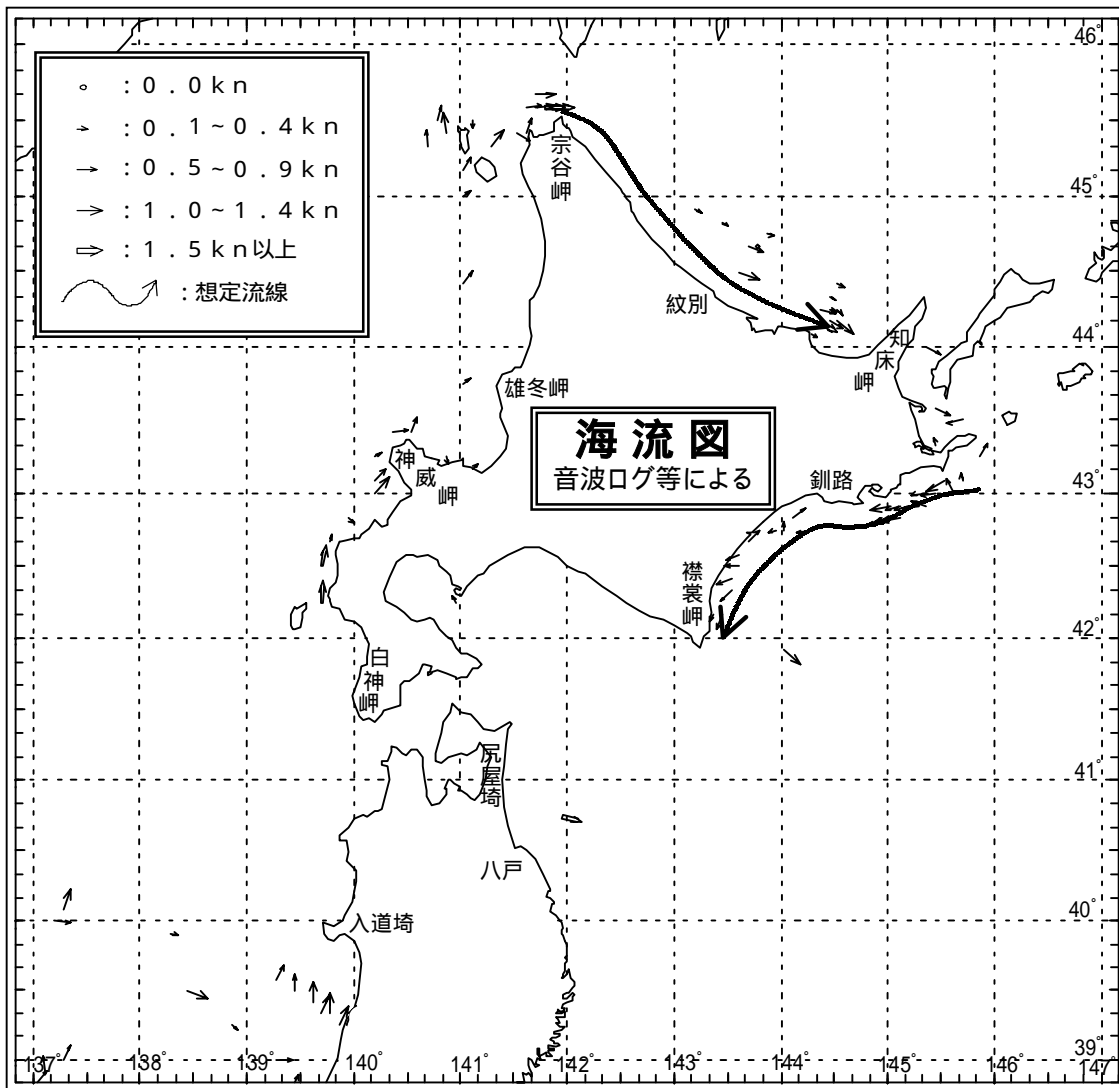 ：０．０ｋｎ
：０．１~０．４ｋｎ
：０．５~０．９ｋｎ
：１．０~１．４ｋｎ
：１．５ｋｎ以上
：想定流線
宗谷岬
紋別
知床岬
雄冬岬
海流図
音波ログ等による
神威岬
釧路
襟裳岬
白神岬
尻屋埼
八戸
入道埼
46°
45°
44°
43°
42°
41°
40°
39°
137°
138°
139°
140°
141°
142°
143°
144°
145°
146°
147°